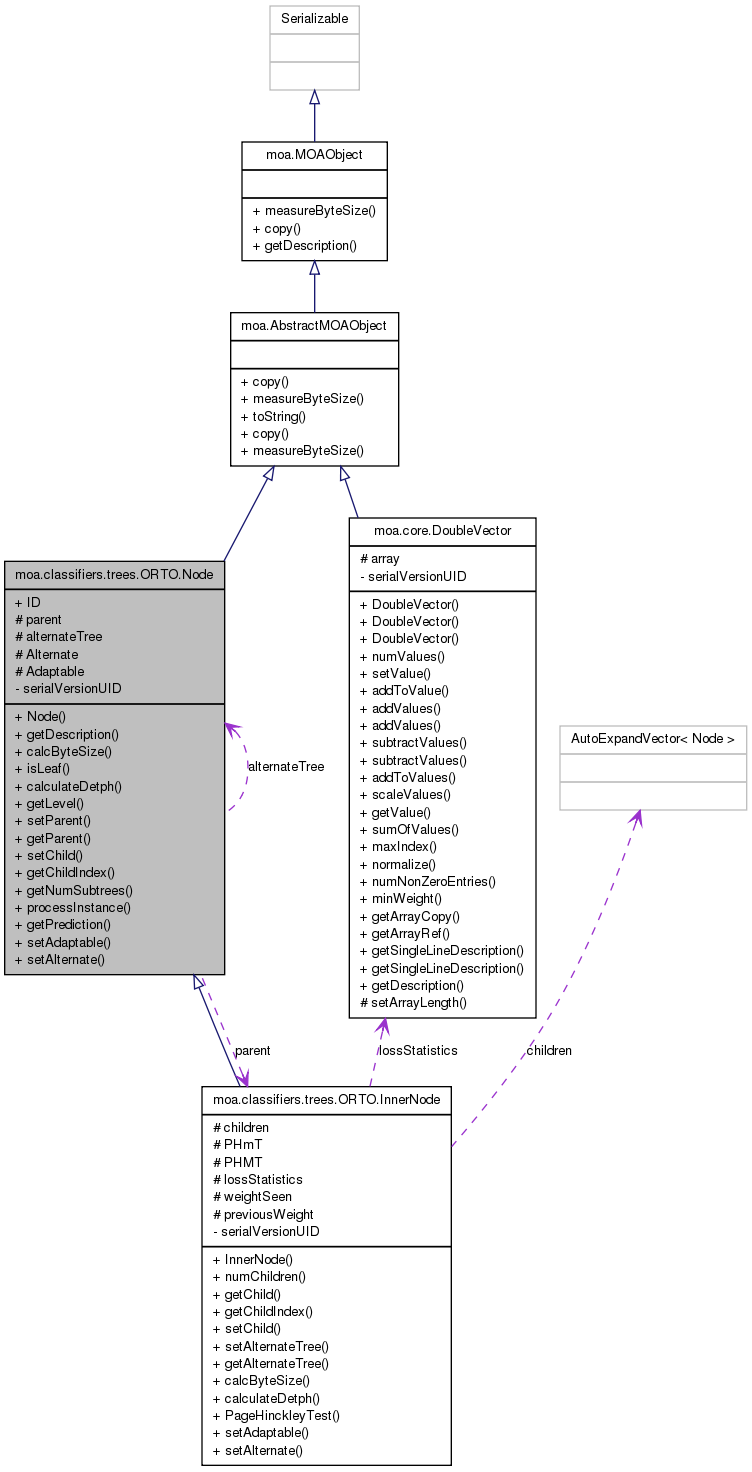 Serializable
moa.MOAObject
+ measureByteSize()
+ copy()
+ getDescription()
moa.AbstractMOAObject
+ copy()
+ measureByteSize()
+ toString()
+ copy()
+ measureByteSize()
moa.classifiers.trees.ORTO.Node
+ ID
# parent
# alternateTree
# Alternate
# Adaptable
- serialVersionUID
+ Node()
+ getDescription()
+ calcByteSize()
+ isLeaf()
+ calculateDetph()
+ getLevel()
+ setParent()
+ getParent()
+ setChild()
+ getChildIndex()
+ getNumSubtrees()
+ processInstance()
+ getPrediction()
+ setAdaptable()
+ setAlternate()
alternateTree
moa.core.DoubleVector
# array
- serialVersionUID
+ DoubleVector()
+ DoubleVector()
+ DoubleVector()
+ numValues()
+ setValue()
+ addToValue()
+ addValues()
+ addValues()
+ subtractValues()
+ subtractValues()
+ addToValues()
+ scaleValues()
+ getValue()
+ sumOfValues()
+ maxIndex()
+ normalize()
+ numNonZeroEntries()
+ minWeight()
+ getArrayCopy()
+ getArrayRef()
+ getSingleLineDescription()
+ getSingleLineDescription()
+ getDescription()
# setArrayLength()
AutoExpandVector< Node >
parent
lossStatistics
children
moa.classifiers.trees.ORTO.InnerNode
# children
# PHmT
# PHMT
# lossStatistics
# weightSeen
# previousWeight
- serialVersionUID
+ InnerNode()
+ numChildren()
+ getChild()
+ getChildIndex()
+ setChild()
+ setAlternateTree()
+ getAlternateTree()
+ calcByteSize()
+ calculateDetph()
+ PageHinckleyTest()
+ setAdaptable()
+ setAlternate()